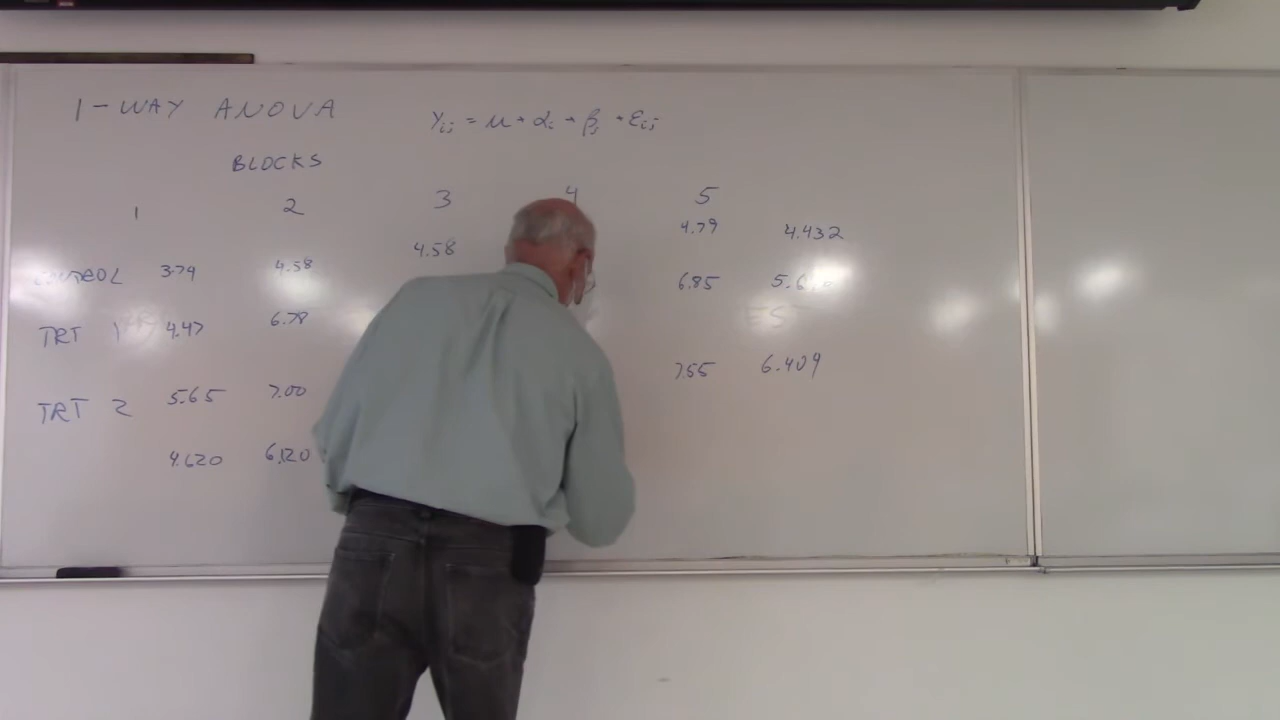 1-WAY ANOVA
Yij = μ + αi + βj + εij
BLOCKS
1 2 3 4 5
CONTROL 3.79 4.58 4.58 4.79 4.432
TRT 1 4.47 6.78 6.85
TRT 2 5.65 7.00 7.55 6.409
4.620 6.120